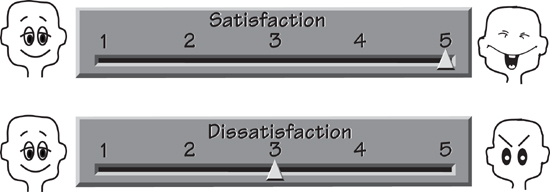 Satisfaction
1 2 3 4 5
Dissatisfaction
1 2 3 4 5